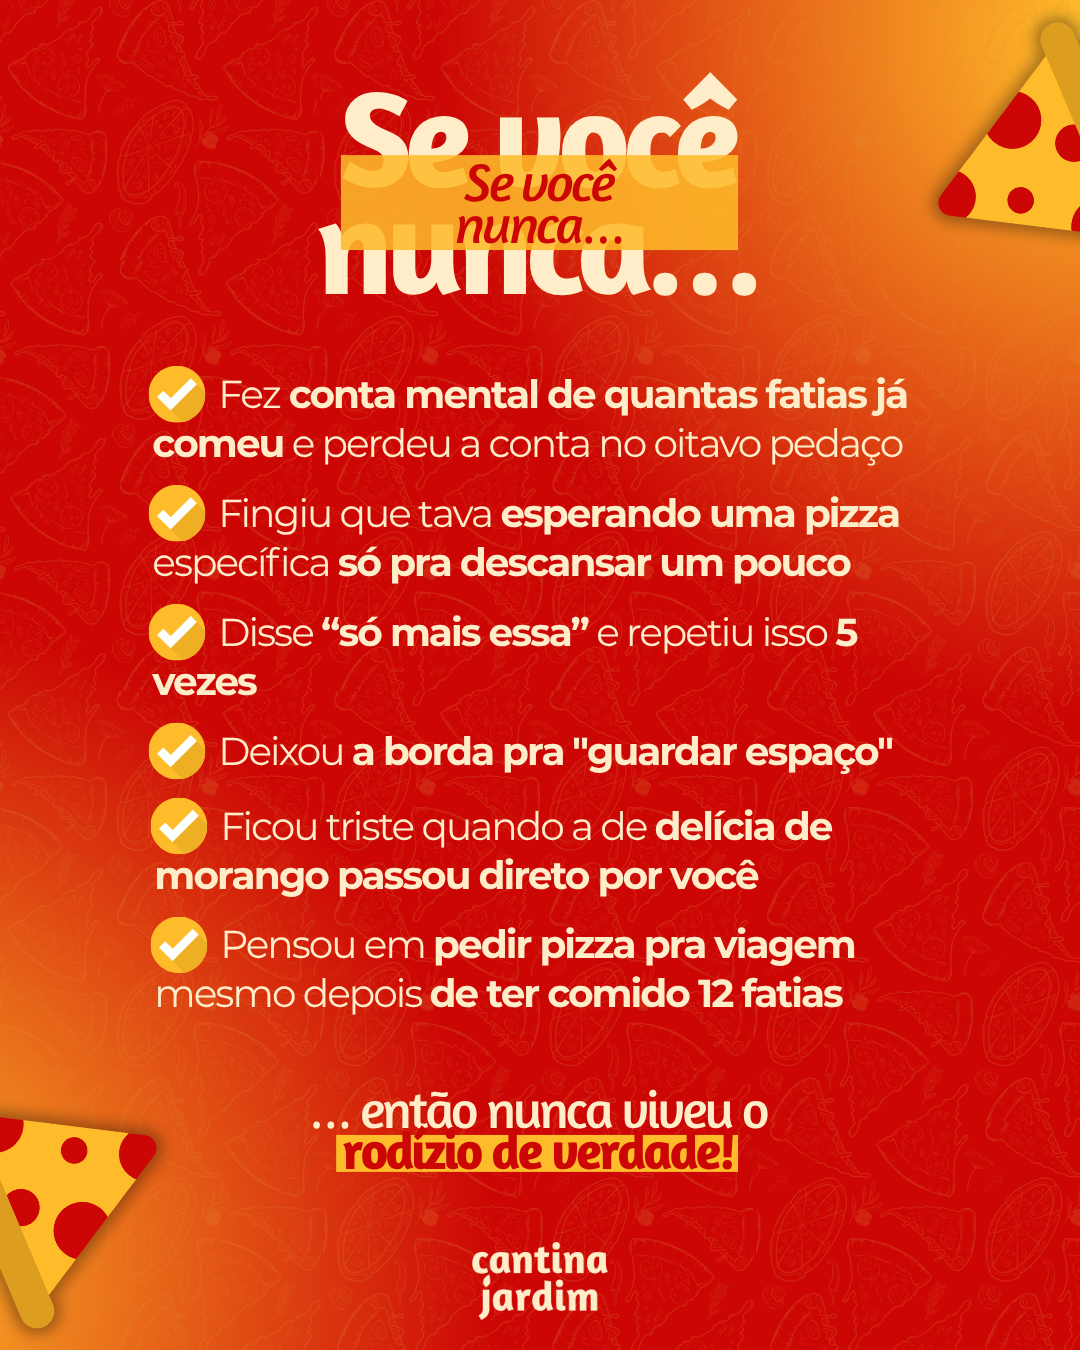 Se você
nunca...
Se você
nunca...
Fez conta mental de quantas fatias já
comeu e perdeu a conta no oitavo pedaço
Fingiu que tava esperando uma pizza
específica só pra descansar um pouco
Disse “só mais essa” e repetiu isso 5
vezes
Deixou a borda pra "guardar espaço"
Ficou triste quando a de delícia de
morango passou direto por você
Pensou em pedir pizza pra viagem
mesmo depois de ter comido 12 fatias
... então nunca viveu o
rodízio de verdade!
cantina
jardim